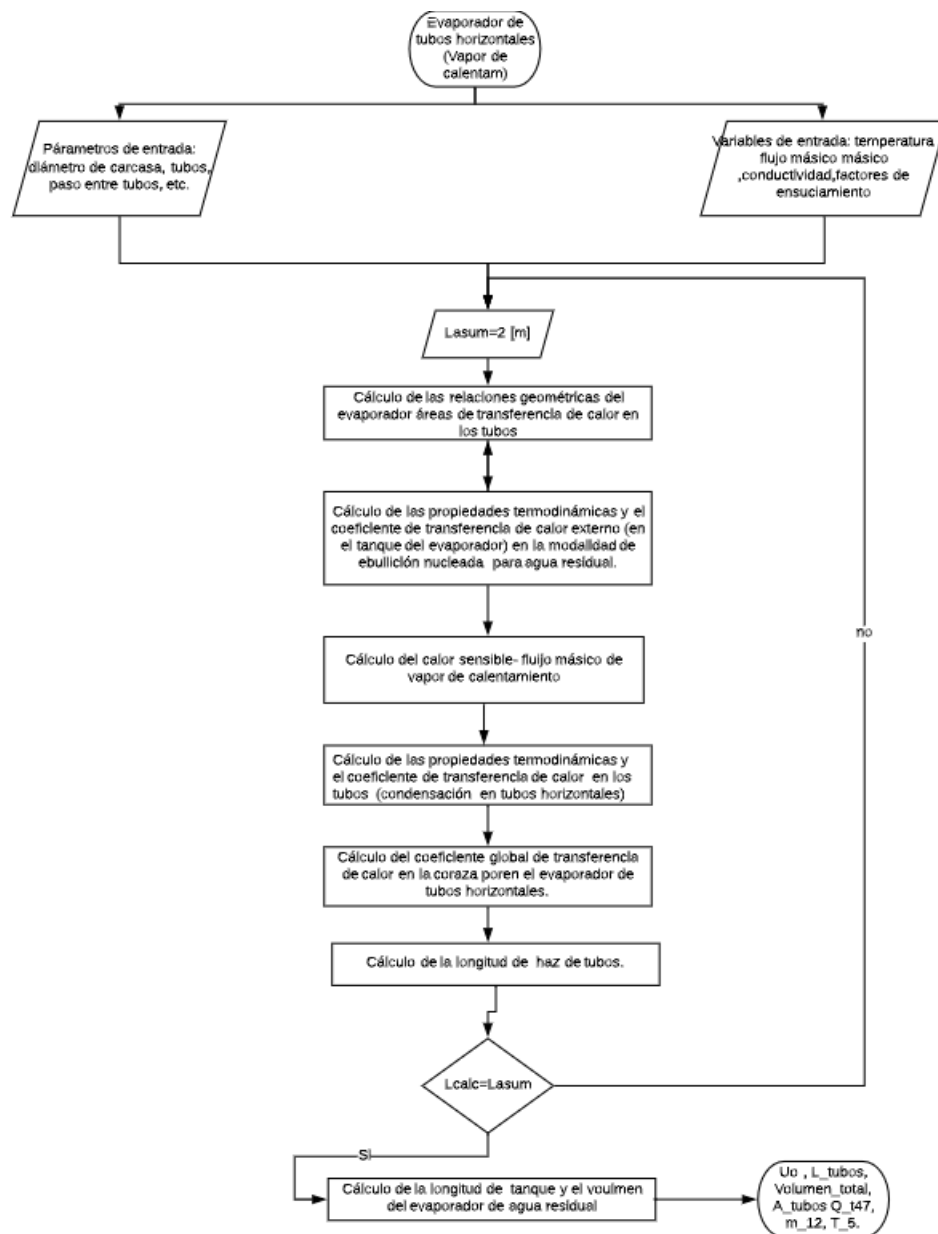 Evaporador de
tubos horizontales
(Vapor de
calentam)
Párametros de entrada:
diámetro de carcasa, tubos,
paso entre tubos, etc.
Variables de entrada: temperatura
flujo másico másico
,conductividad,factores de
ensuciamiento
Lasum=2 [m]
Cálculo de las relaciones geométricas del
evaporador áreas de transferencia de calor en
los tubos
Cálculo de las propiedades termodinámicas y el
coeficiente de transferencia de calor externo (en
el tanque del evaporador) en la modalidad de
ebullición nucleada para agua residual.
no
Cálculo del calor sensible- fluijo másico de
vapor de calentamiento
Cálculo de las propiedades termodinámicas y
el coeficiente de transferencia de calor en los
tubos (condensación en tubos horizontales)
Cálculo del coeficiente global de transferencia
de calor en la coraza poren el evaporador de
tubos horizontales.
Cálculo de la longitud de haz de tubos.
Lcalc=Lasum
Si
Cálculo de la longitud de tanque y el voulmen
del evaporador de agua residual
Uo , L_tubos,
Volumen_total,
A_tubos Q_t47,
m_12, T_5.